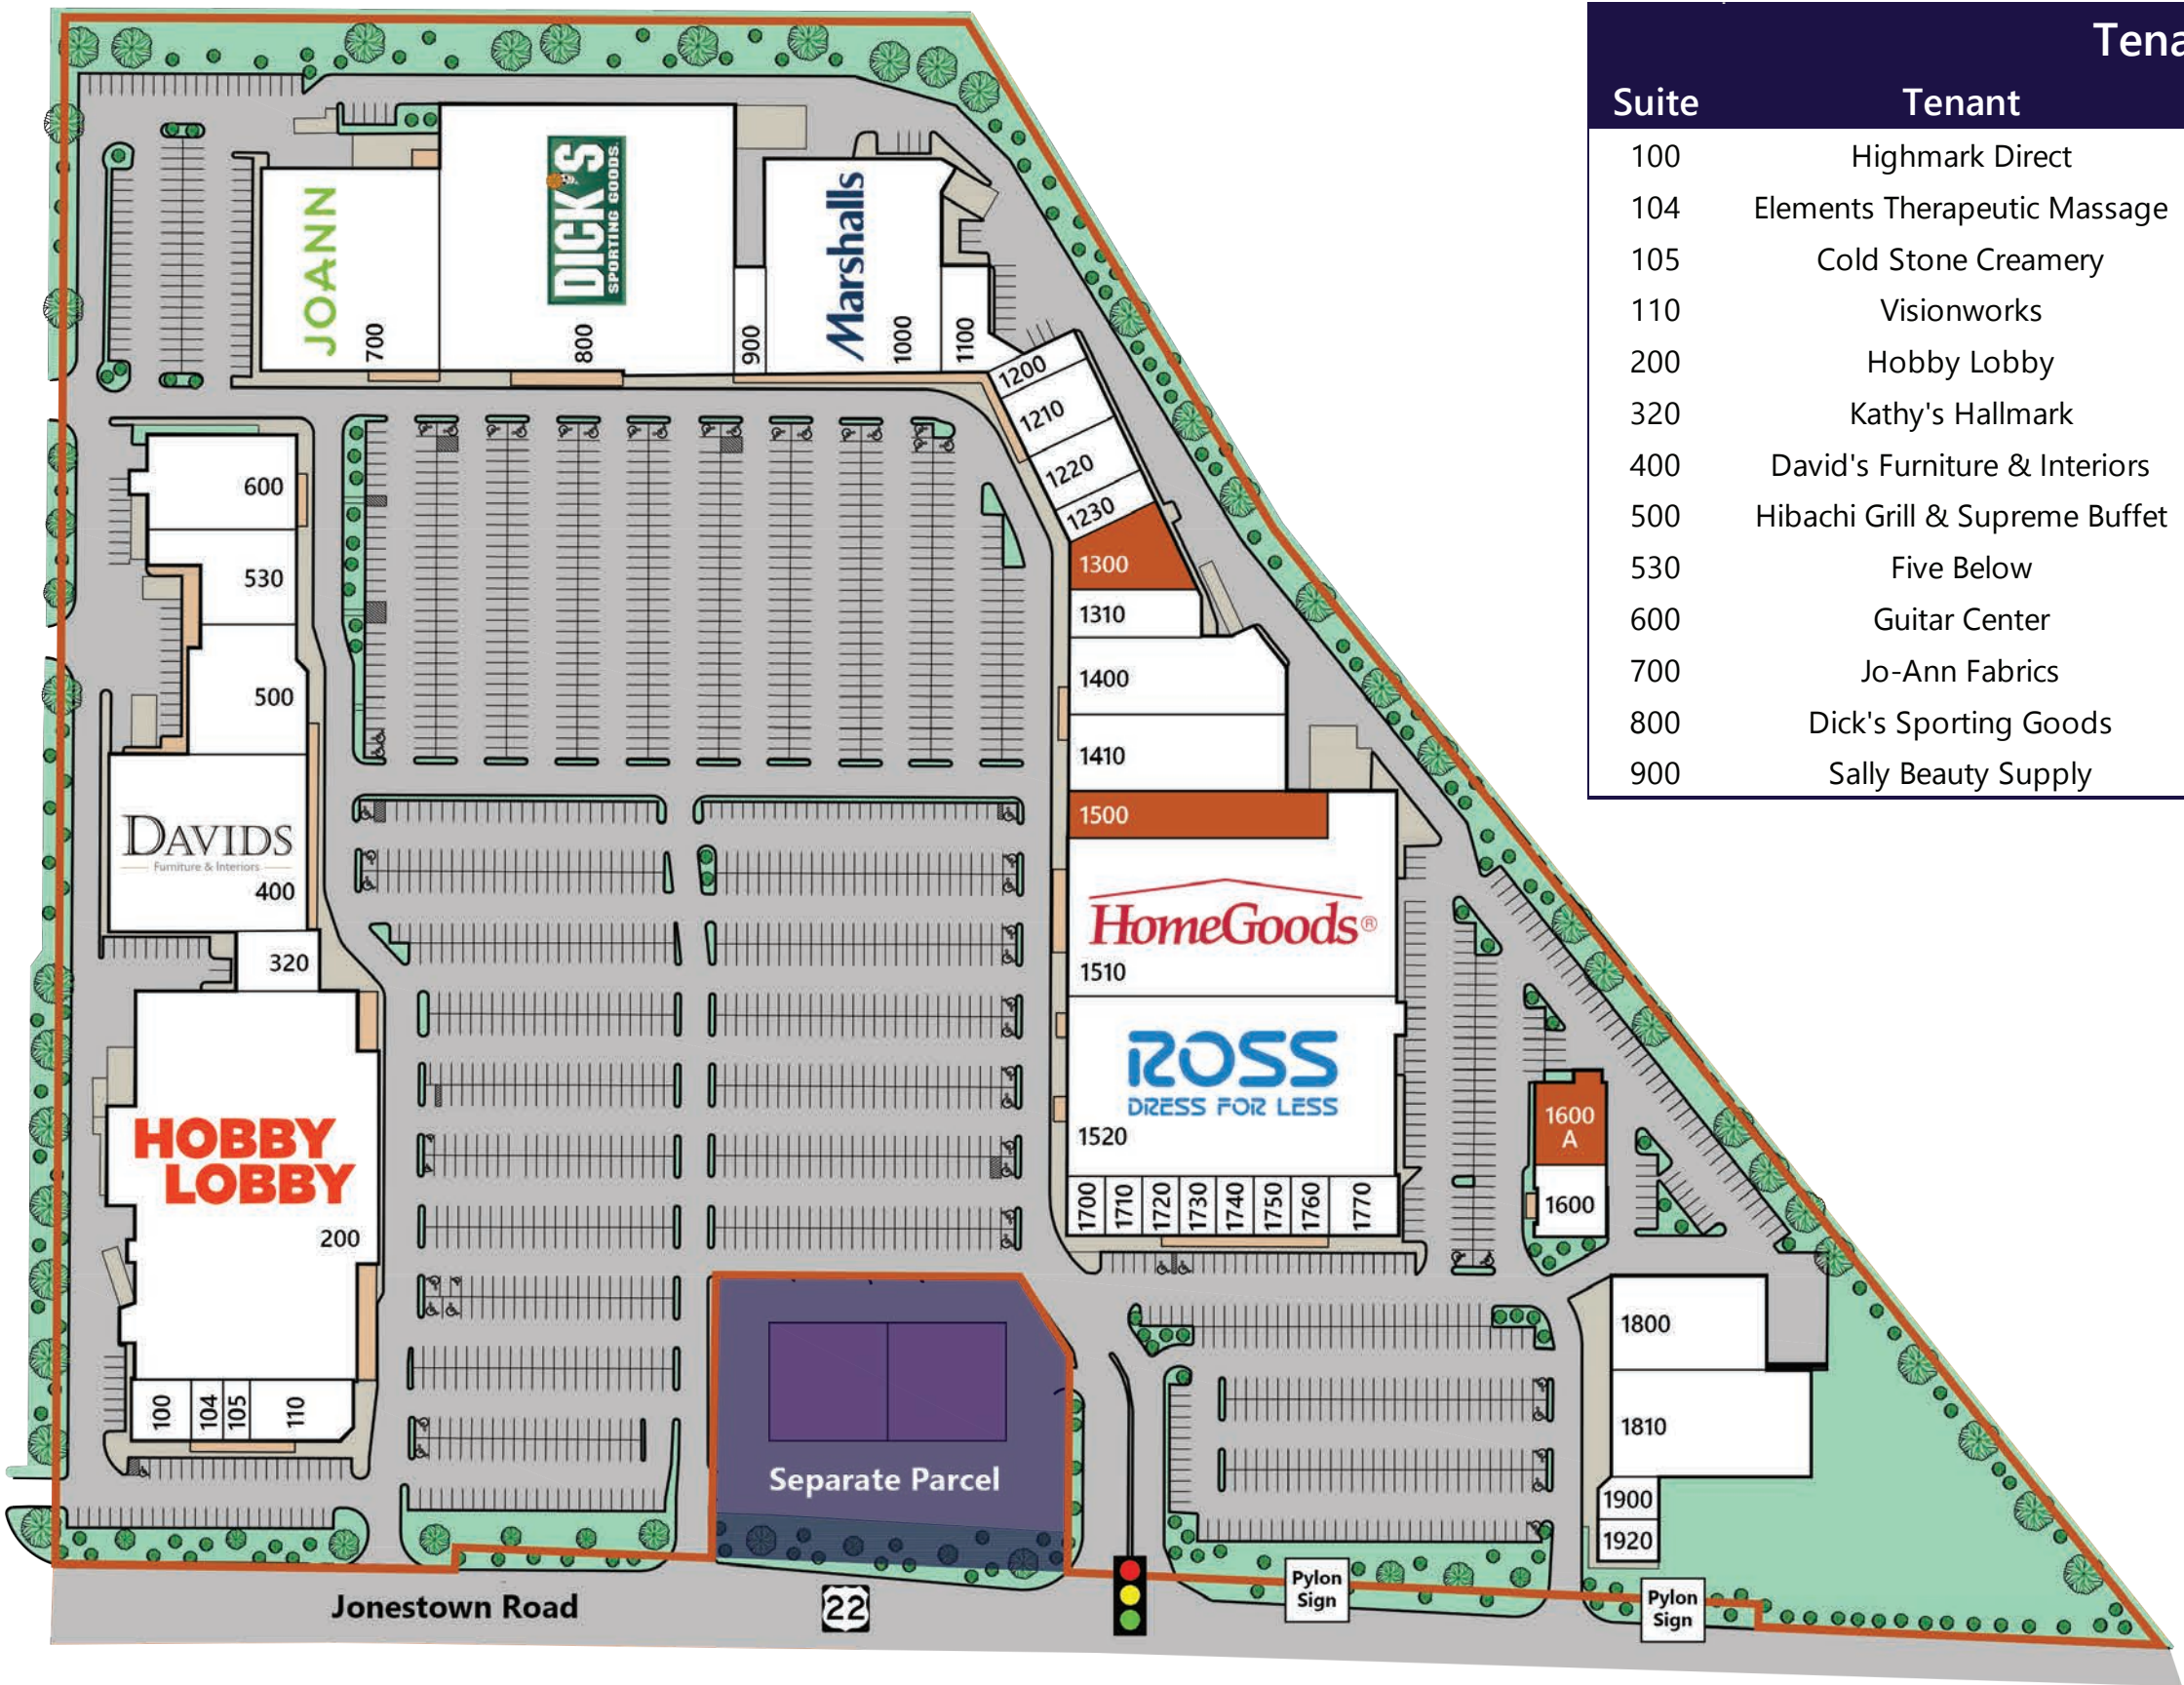 Tena
Suite Tenant
100 Highmark Direct
104 Elements Therapeutic Massage
105 Cold Stone Creamery
110 Visionworks
200 Hobby Lobby
320 Kathy's Hallmark
400 David's Furniture & Interiors
500 Hibachi Grill & Supreme Buffet
530 Five Below
600 Guitar Center
700 Jo-Ann Fabrics
800 Dick's Sporting Goods
900 Sally Beauty Supply
JOANN
700
DICK'S
SPORTING GOODS
800
900
Marshalls
1000
1100
1200
1210
1220
1230
1300
1310
1400
1410
1500
HomeGoods®
1510
ROSS
DRESS FOR LESS
1520
1700
1710
1720
1730
1740
1750
1760
1770
1600
A
1600
1800
1810
1900
1920
600
530
500
DAVIDS
Furniture & Interiors
400
320
HOBBY
LOBBY
200
100
104
105
110
Separate Parcel
Jonestown Road
22
Pylon
Sign
Pylon
Sign